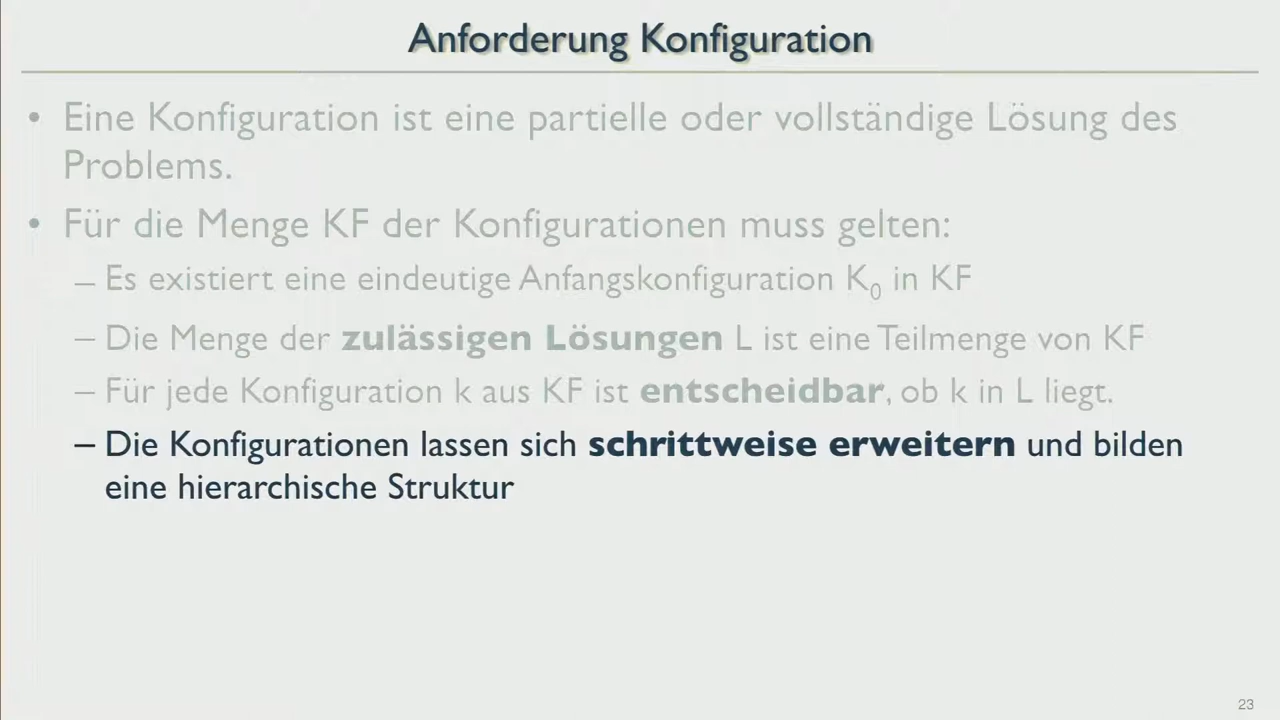 Anforderung Konfiguration
• Eine Konfiguration ist eine partielle oder vollständige Lösung des
Problems.
• Für die Menge KF der Konfigurationen muss gelten:
– Es existiert eine eindeutige Anfangskonfiguration K0 in KF
– Die Menge der zulässigen Lösungen L ist eine Teilmenge von KF
– Für jede Konfiguration k aus KF ist entscheidbar, ob k in L liegt.
– Die Konfigurationen lassen sich schrittweise erweitern und bilden
eine hierarchische Struktur
23